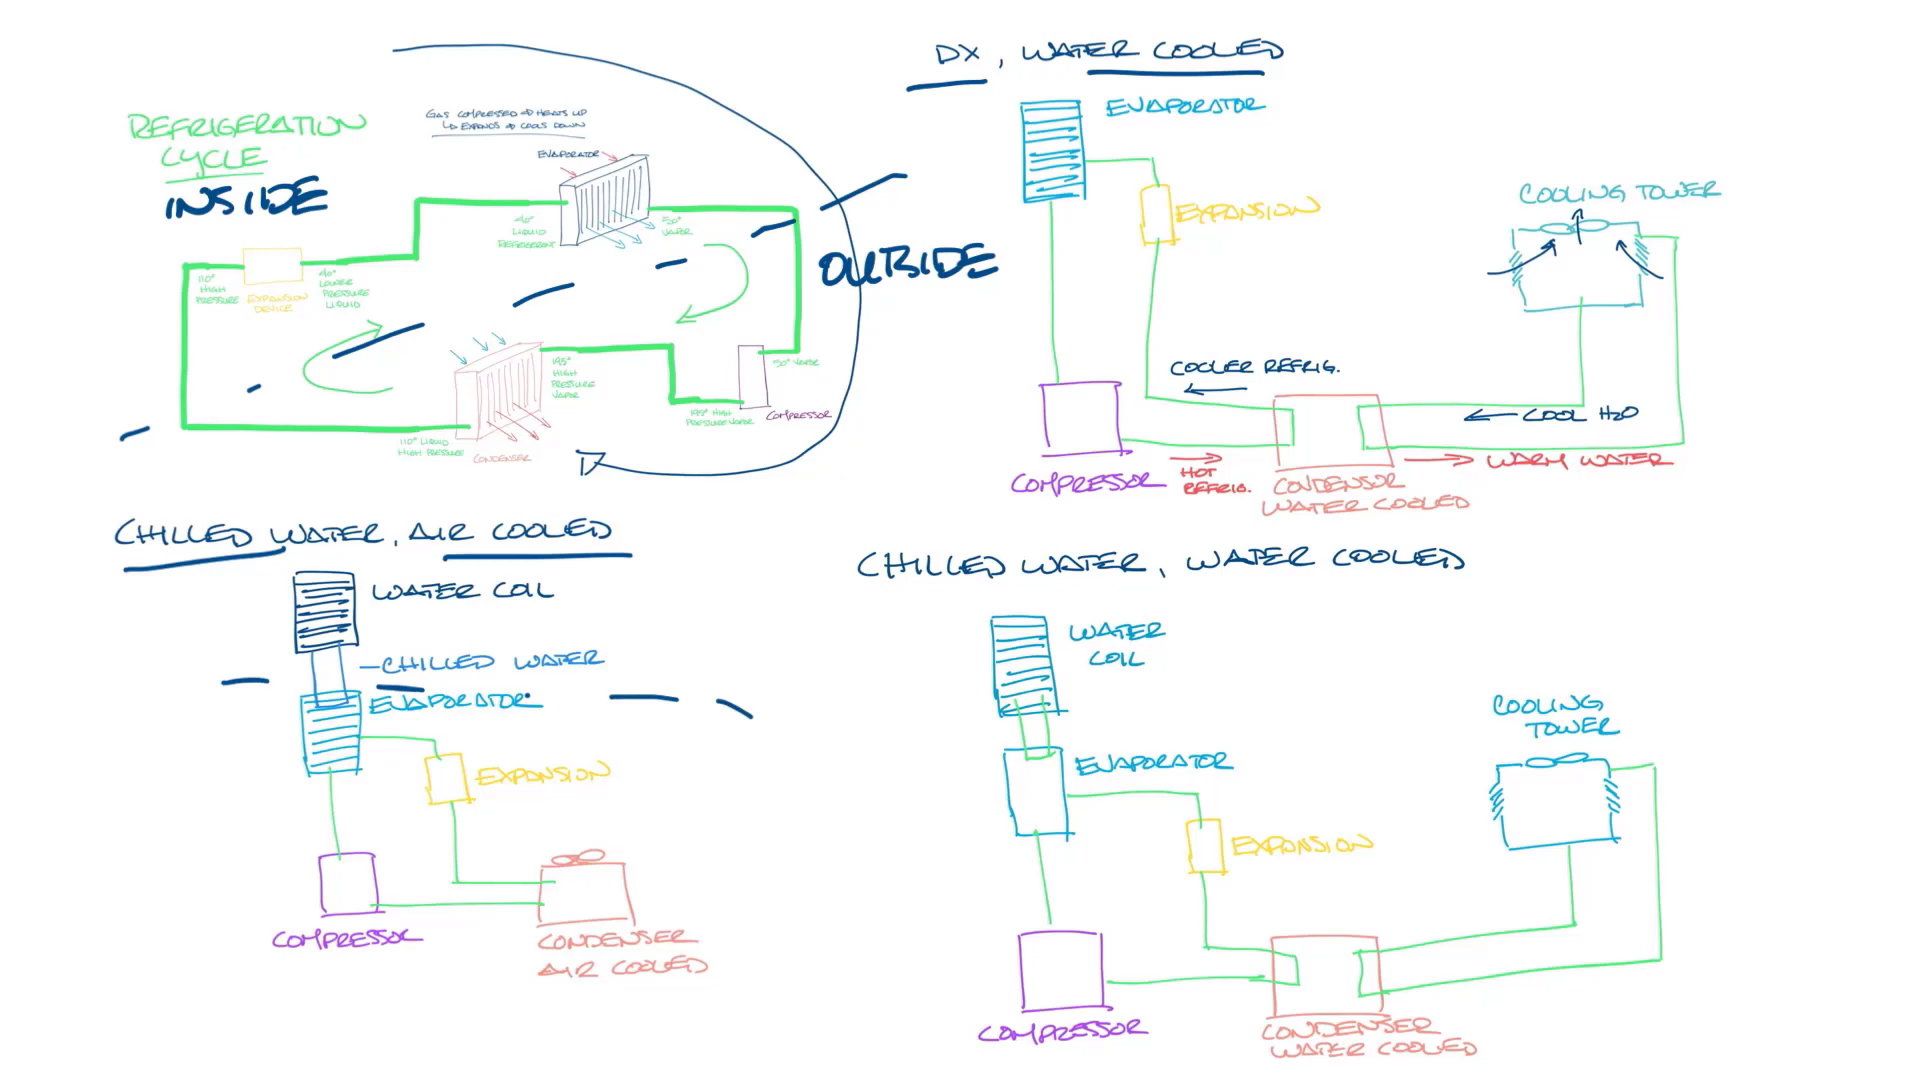 REFRIGERATION
CYCLE
INSIDE
GAS COMPRESSED → HEATS UP
↳ EXPANDS → COOLS DOWN
EVAPORATOR
40°
LIQUID
REFRIGERANT
50°
VAPOR
OUTSIDE
110°
HIGH
PRESSURE
EXPANSION
DEVICE
40°
LOWER
PRESSURE
LIQUID
195°
HIGH
PRESSURE
VAPOR
50° VAPOR
195° HIGH
PRESSURE VAPOR
COMPRESSOR
110° LIQUID
HIGH PRESSURE
CONDENSER
DX, WATER COOLED
EVAPORATOR
EXPANSION
COOLING TOWER
COOLER REFRIG.
COOL H2O
COMPRESSOR
HOT
REFRIG.
CONDENSOR
WATER COOLED
WARM WATER
CHILLED WATER, AIR COOLED
WATER COIL
CHILLED WATER
EVAPORATOR
EXPANSION
COMPRESSOR
CONDENSER
AIR COOLED
CHILLED WATER, WATER COOLED
WATER
COIL
EVAPORATOR
EXPANSION
COOLING
TOWER
COMPRESSOR
CONDENSER
WATER COOLED